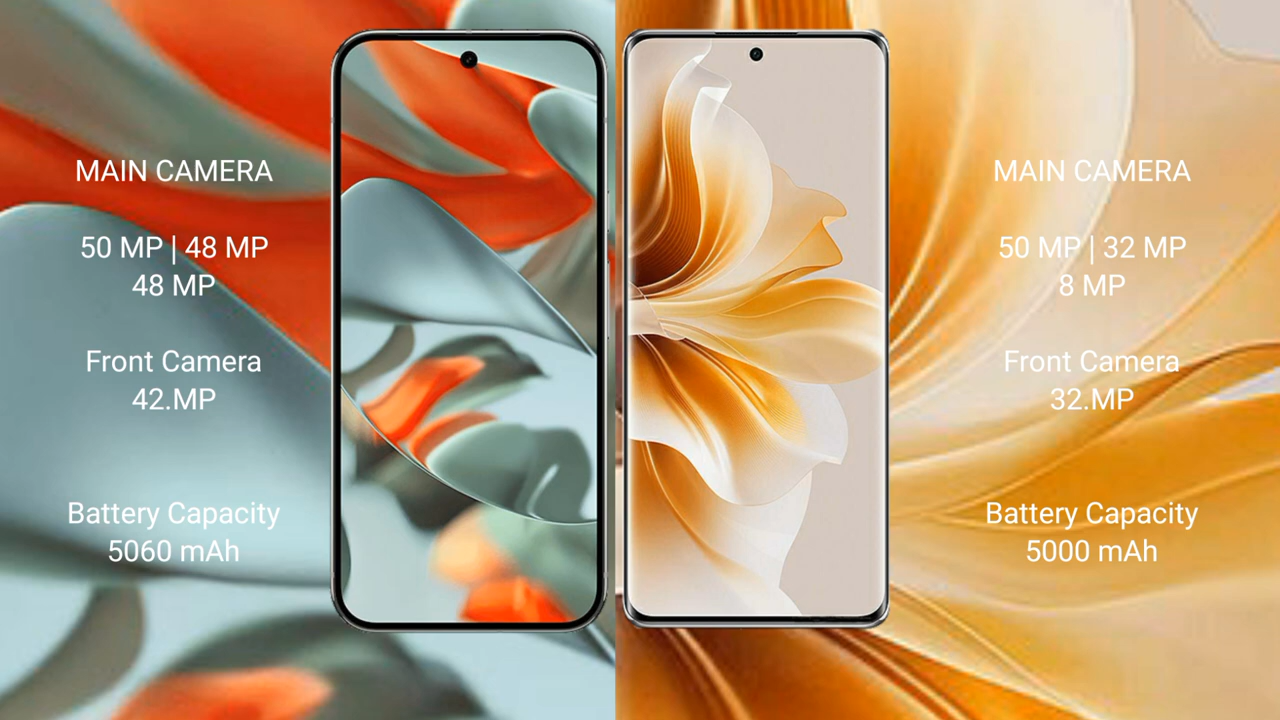 MAIN CAMERA
50 MP | 48 MP
48 MP
Front Camera
42.MP
Battery Capacity
5060 mAh
MAIN CAMERA
50 MP | 32 MP
8 MP
Front Camera
32.MP
Battery Capacity
5000 mAh